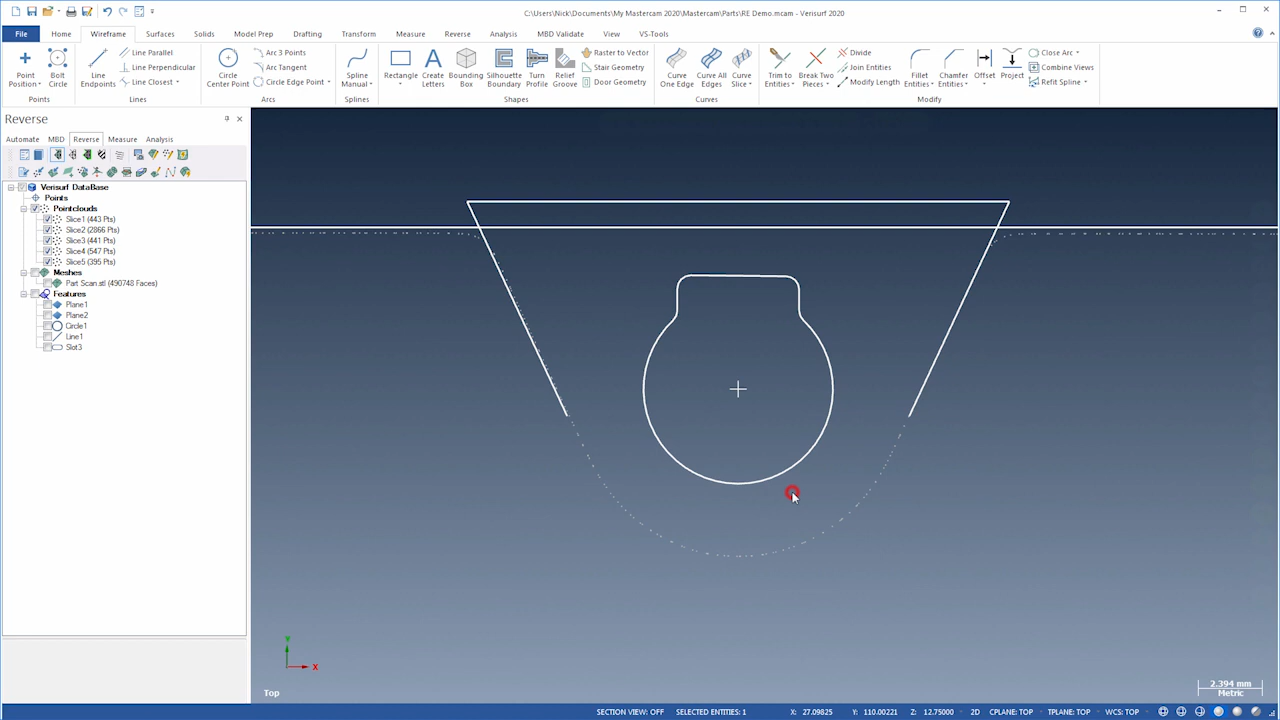 C:\Users\Nick\Documents\My Mastercam 2020\Mastercam\Parts\RE Demo.mcam - Verisurf 2020
File Home Wireframe Surfaces Solids Model Prep Drafting Transform Measure Reverse Analysis MBD Validate View VS-Tools
Point Position
Bolt Circle
Points
Line Endpoints
Line Parallel
Line Perpendicular
Line Closest
Lines
Circle Center Point
Arc 3 Points
Arc Tangent
Circle Edge Point
Arcs
Spline Manual
Splines
Rectangle
Create Letters
Bounding Box
Silhouette Boundary
Turn Profile
Relief Groove
Raster to Vector
Stair Geometry
Door Geometry
Shapes
Curve One Edge
Curve All Edges
Curve Slice
Curves
Trim to Entities
Break Two Pieces
Divide
Join Entities
Modify Length
Fillet Entities
Chamfer Entities
Offset
Project
Close Arc
Combine Views
Refit Spline
Modify
Reverse
Automate MBD Reverse Measure Analysis
Verisurf DataBase
Points
Pointclouds
Slice1 (443 Pts)
Slice2 (2866 Pts)
Slice3 (441 Pts)
Slice4 (547 Pts)
Slice5 (395 Pts)
Meshes
Part Scan.stl (490748 Faces)
Features
Plane1
Plane2
Circle1
Line1
Slot3
Y
X
Top
2.394 mm
Metric
SECTION VIEW: OFF SELECTED ENTITIES: 1 X: 27.09825 Y: 110.00221 Z: 12.75000 2D CPLANE: TOP TPLANE: TOP WCS: TOP